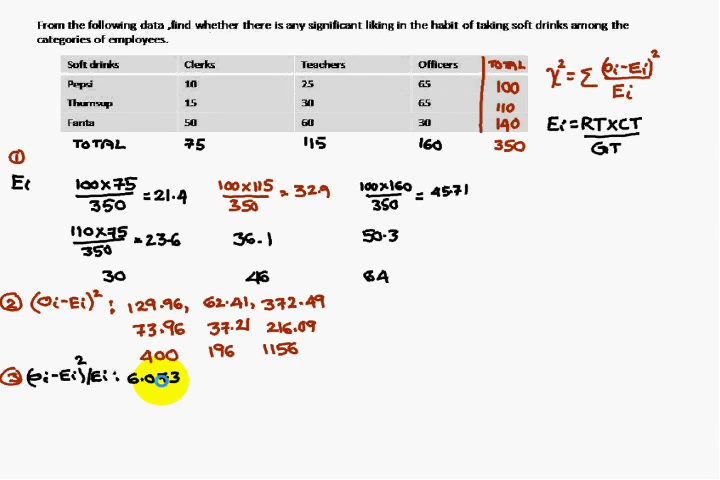 From the following data ,find whether there is any significant liking in the habit of taking soft drinks among the
categories of employees.
Soft drinks Clerks Teachers Officers TOTAL
Pepsi 10 25 65 100
Thumsup 15 30 65 110
Fanta 50 60 30 140
TOTAL 75 115 160 350
χ² = Σ (Oi-Ei)² / Ei
Ei = RTXCT / GT
①
Ei 100x75/350 = 21.4 100x115/350 = 32.9 100x160/350 = 45.71
110x75/350 = 23.6 36.1 50.3
30 46 64
② (Oi-Ei)² : 129.96, 62.41, 372.49
73.96 37.21 216.09
400 196 1156
③ (Oi-Ei)²/Ei : 6.073